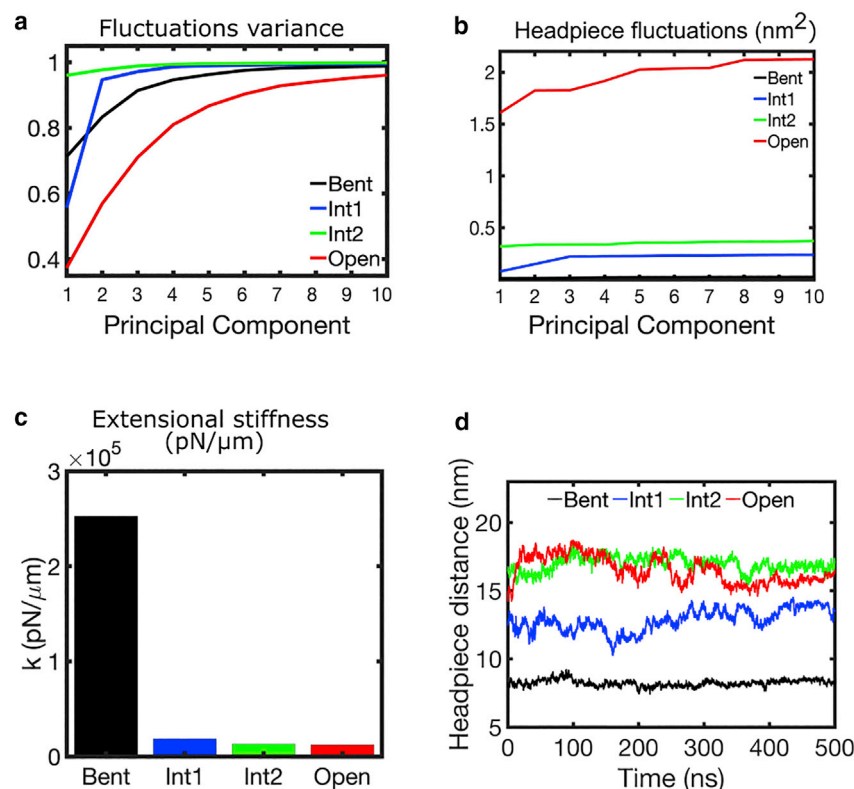 a
Fluctuations variance
1
0.8
0.6
0.4
Bent
Int1
Int2
Open
1 2 3 4 5 6 7 8 9 10
Principal Component
b
Headpiece fluctuations (nm2)
2
1.5
1
0.5
Bent
Int1
Int2
Open
1 2 3 4 5 6 7 8 9 10
Principal Component
c
Extensional stiffness
(pN/μm)
×105
3
2
1
0
k (pN/μm)
Bent Int1 Int2 Open
d
Headpiece distance (nm)
Bent Int1 Int2 Open
20
15
10
5
0 100 200 300 400 500
Time (ns)